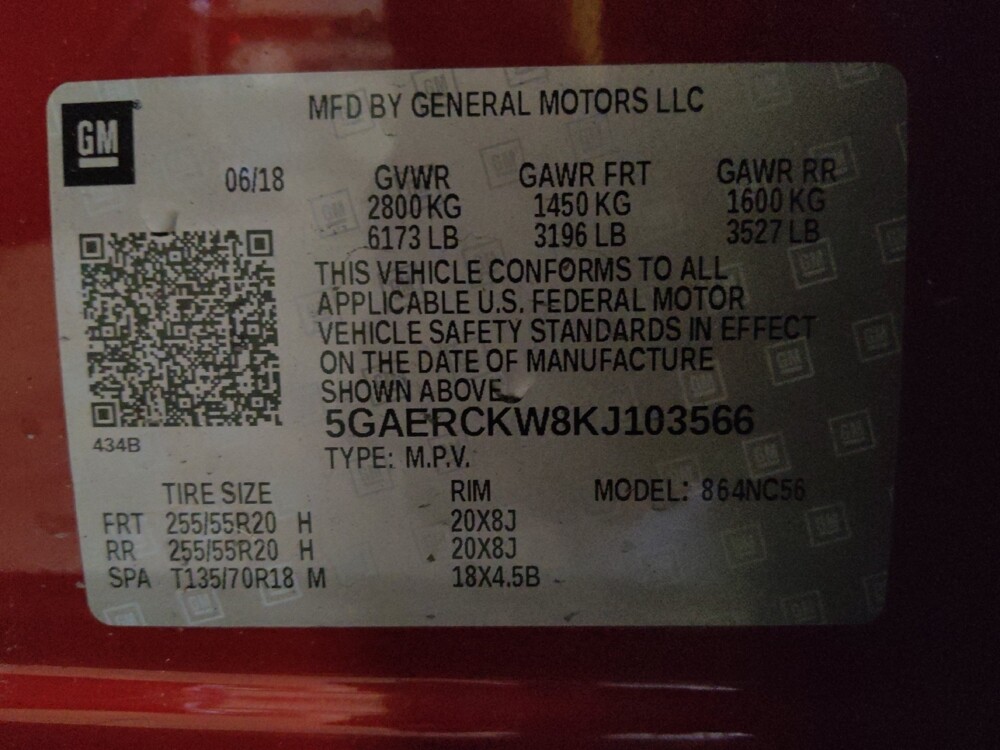 MFD BY GENERAL MOTORS LLC
GM
06/18 GVWR GAWR FRT GAWR RR
2800 KG 1450 KG 1600 KG
6173 LB 3196 LB 3527 LB
THIS VEHICLE CONFORMS TO ALL
APPLICABLE U.S. FEDERAL MOTOR
VEHICLE SAFETY STANDARDS IN EFFECT
ON THE DATE OF MANUFACTURE
SHOWN ABOVE.
5GAERCKW8KJ103566
434B
TYPE: M.P.V.
TIRE SIZE RIM MODEL: 864NC56
FRT 255/55R20 H 20X8J
RR 255/55R20 H 20X8J
SPA T135/70R18 M 18X4.5B